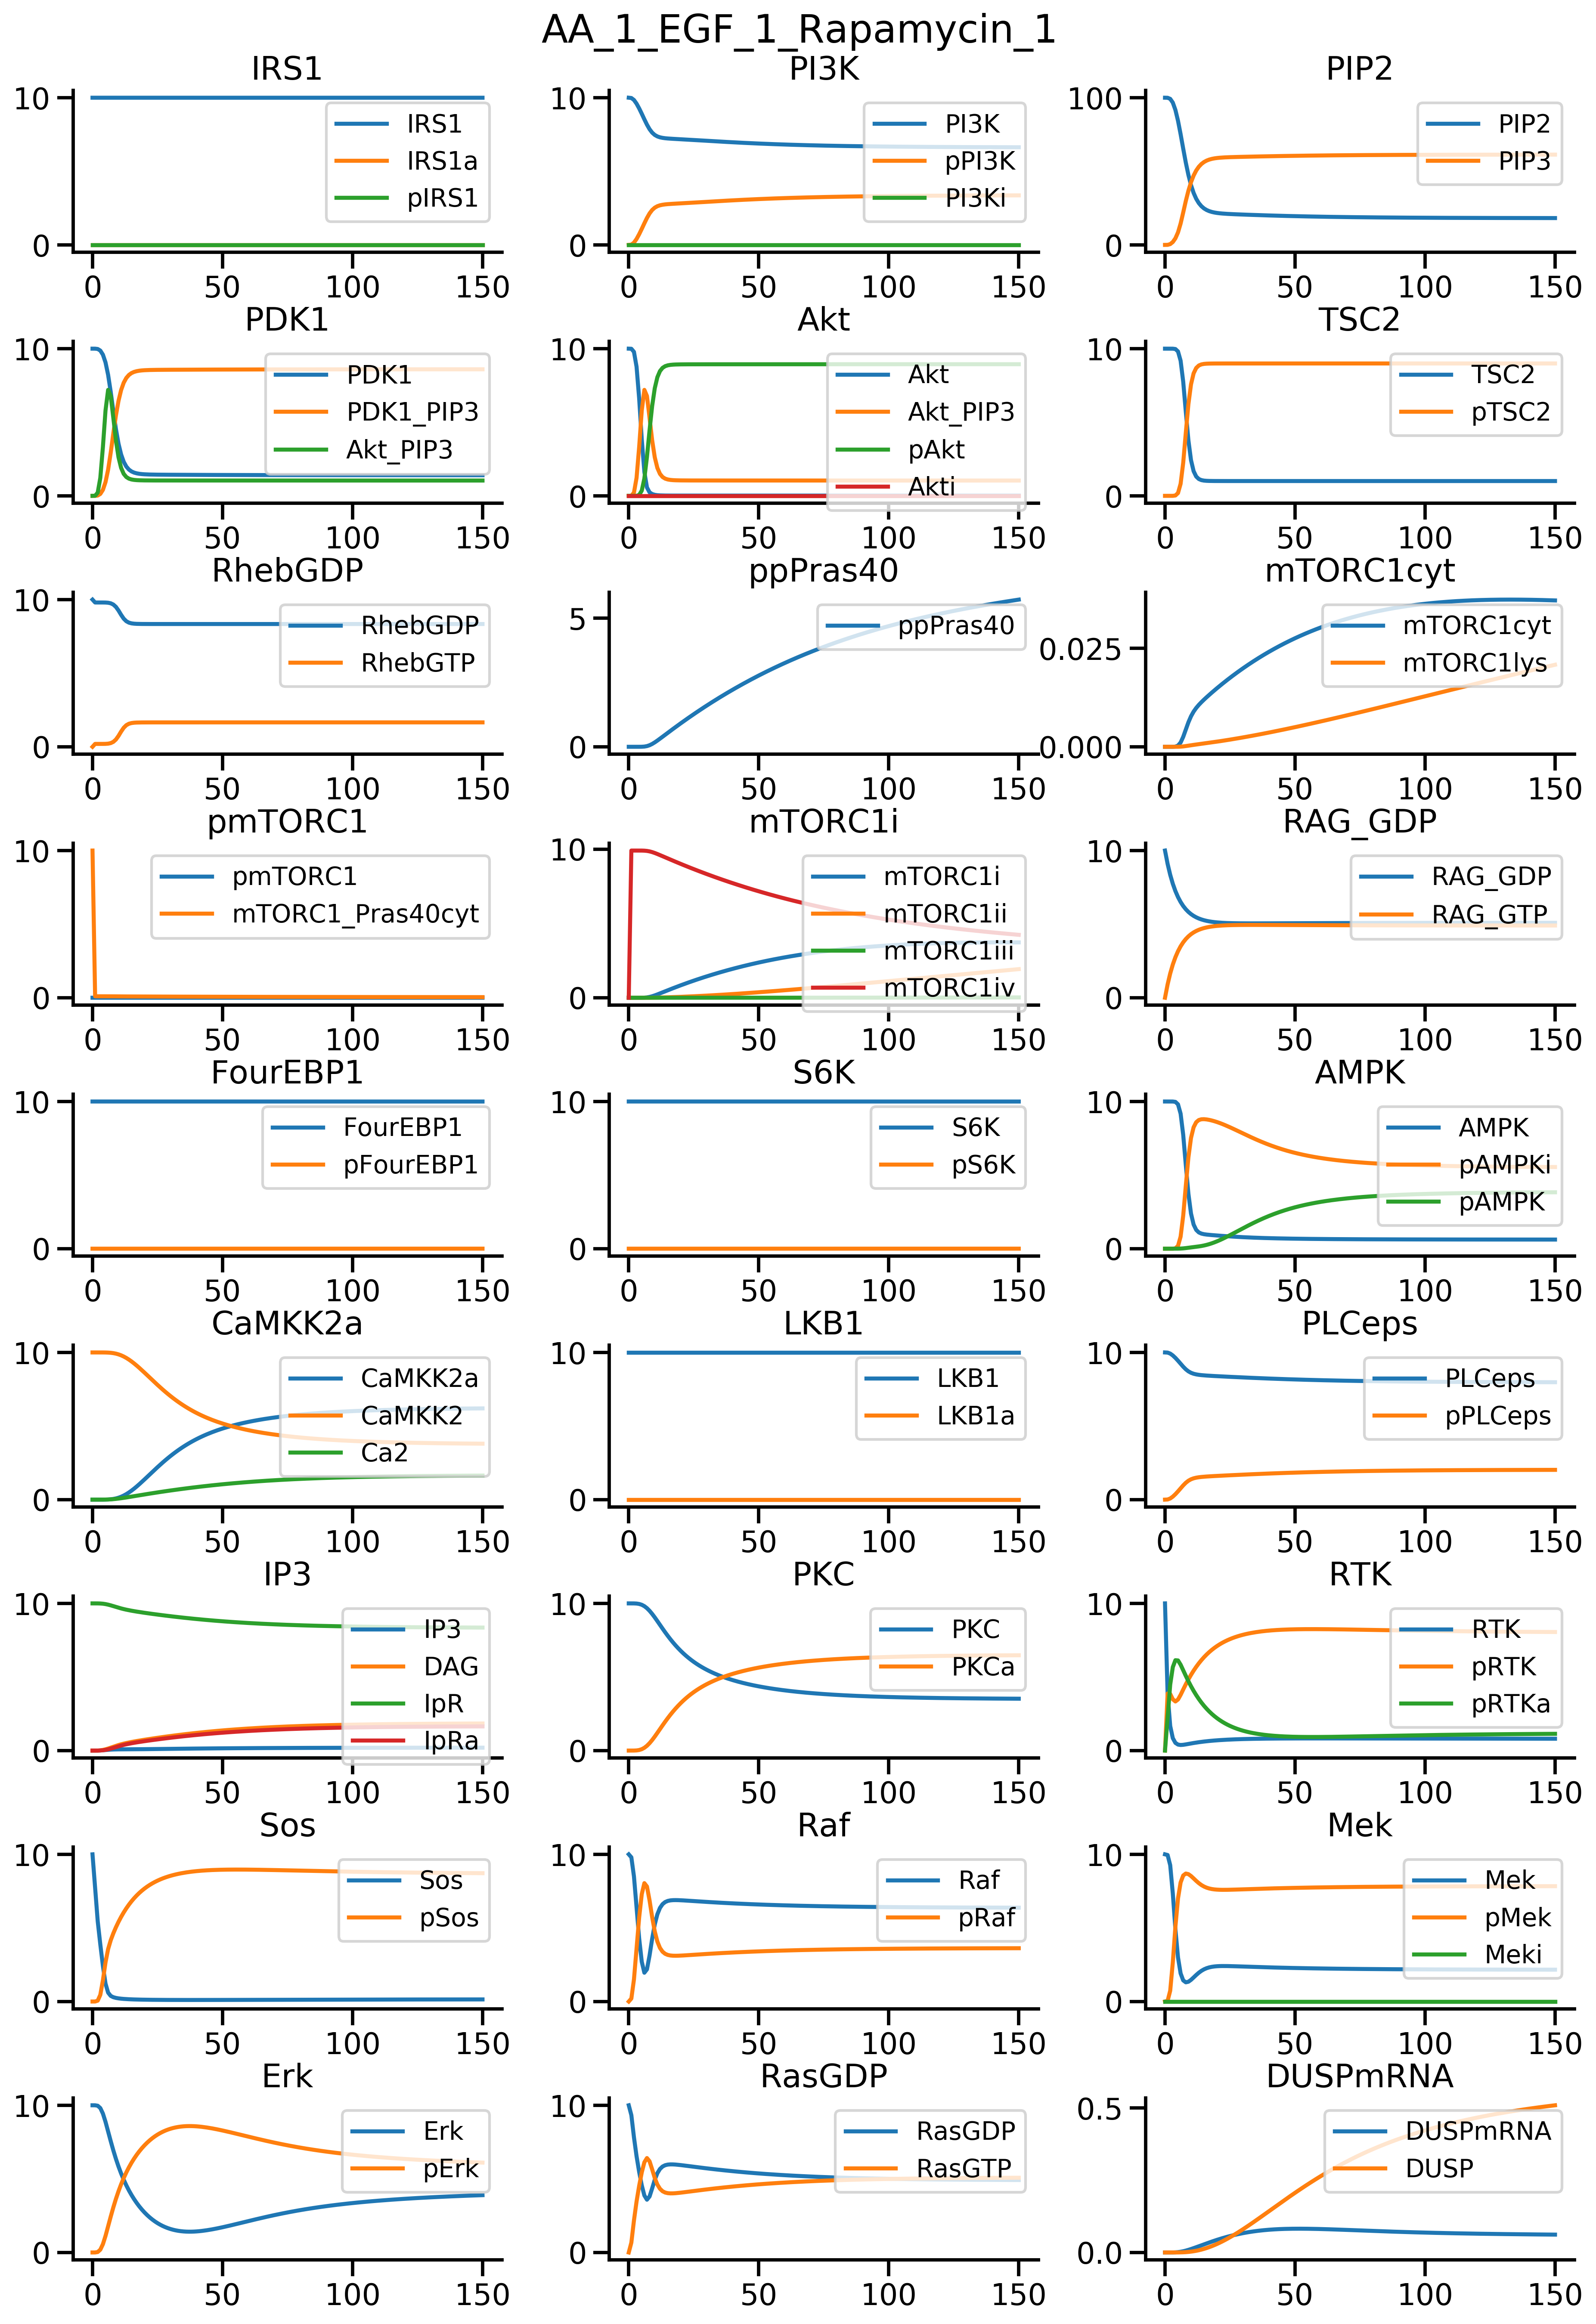 AA_1_EGF_1_Rapamycin_1
IRS1
PI3K
PIP2
10
0
0 50 100 150
IRS1
IRS1a
pIRS1
10
0
0 50 100 150
PI3K
pPI3K
PI3Ki
100
0
0 50 100 150
PIP2
PIP3
PDK1
Akt
TSC2
10
0
0 50 100 150
PDK1
PDK1_PIP3
Akt_PIP3
10
0
0 50 100 150
Akt
Akt_PIP3
pAkt
Akti
10
0
0 50 100 150
TSC2
pTSC2
RhebGDP
ppPras40
mTORC1cyt
10
0
0 50 100 150
RhebGDP
RhebGTP
5
0
0 50 100 150
ppPras40
0.025
0.000
0 50 100 150
mTORC1cyt
mTORC1lys
pmTORC1
mTORC1i
RAG_GDP
10
0
0 50 100 150
pmTORC1
mTORC1_Pras40cyt
10
0
0 50 100 150
mTORC1i
mTORC1ii
mTORC1iii
mTORC1iv
10
0
0 50 100 150
RAG_GDP
RAG_GTP
FourEBP1
S6K
AMPK
10
0
0 50 100 150
FourEBP1
pFourEBP1
10
0
0 50 100 150
S6K
pS6K
10
0
0 50 100 150
AMPK
pAMPKi
pAMPK
CaMKK2a
LKB1
PLCeps
10
0
0 50 100 150
CaMKK2a
CaMKK2
Ca2
10
0
0 50 100 150
LKB1
LKB1a
10
0
0 50 100 150
PLCeps
pPLCeps
IP3
PKC
RTK
10
0
0 50 100 150
IP3
DAG
IpR
IpRa
10
0
0 50 100 150
PKC
PKCa
10
0
0 50 100 150
RTK
pRTK
pRTKa
Sos
Raf
Mek
10
0
0 50 100 150
Sos
pSos
10
0
0 50 100 150
Raf
pRaf
10
0
0 50 100 150
Mek
pMek
Meki
Erk
RasGDP
DUSPmRNA
10
0
0 50 100 150
Erk
pErk
10
0
0 50 100 150
RasGDP
RasGTP
0.5
0.0
0 50 100 150
DUSPmRNA
DUSP